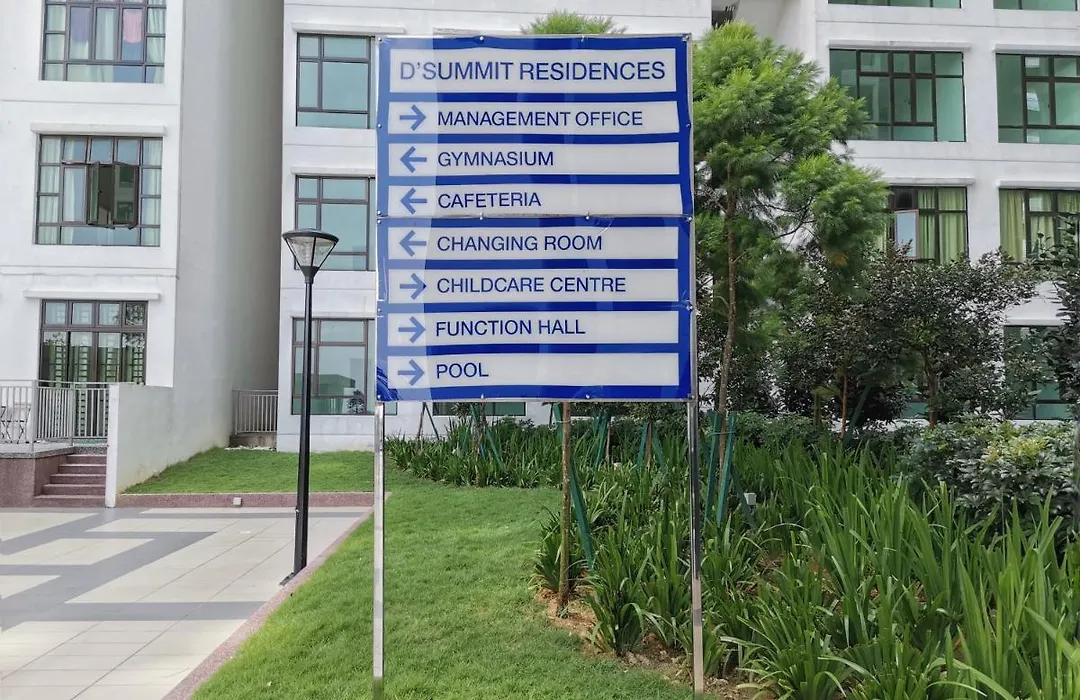 D'SUMMIT RESIDENCES
→ MANAGEMENT OFFICE
← GYMNASIUM
← CAFETERIA
← CHANGING ROOM
→ CHILDCARE CENTRE
→ FUNCTION HALL
→ POOL